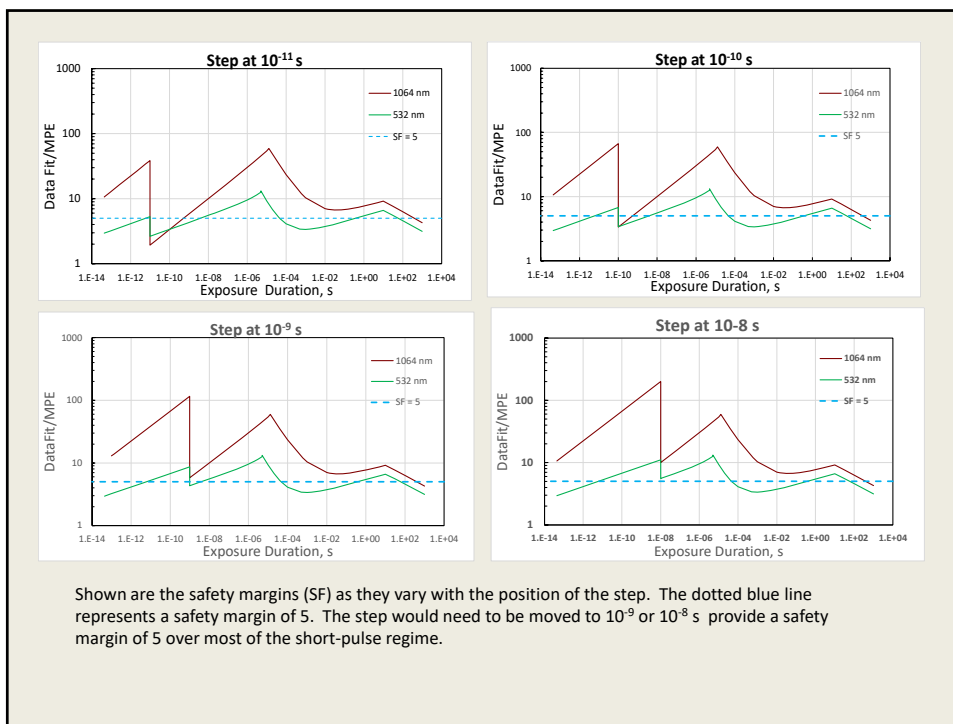 Step at 10⁻¹¹ s
1000
100
10
1
Data Fit/MPE
1064 nm
532 nm
SF = 5
1.E-14 1.E-12 1.E-10 1.E-08 1.E-06 1.E-04 1.E-02 1.E+00 1.E+02 1.E+04
Exposure Duration, s
Step at 10⁻¹⁰ s
1000
100
10
1
Data Fit/MPE
1064 nm
532 nm
SF 5
1.E-14 1.E-12 1.E-10 1.E-08 1.E-06 1.E-04 1.E-02 1.E+00 1.E+02 1.E+04
Exposure Duration, s
Step at 10⁻⁹ s
1000
100
10
1
DataFit/MPE
1064 nm
532 nm
SF = 5
1.E-14 1.E-12 1.E-10 1.E-08 1.E-06 1.E-04 1.E-02 1.E+00 1.E+02 1.E+04
Exposure Duration, s
Step at 10-8 s
1000
100
10
1
DataFit/MPE
1064 nm
532 nm
SF = 5
1.E-14 1.E-12 1.E-10 1.E-08 1.E-06 1.E-04 1.E-02 1.E+00 1.E+02 1.E+04
Exposure Duration, s
Shown are the safety margins (SF) as they vary with the position of the step. The dotted blue line
represents a safety margin of 5. The step would need to be moved to 10⁻⁹ or 10⁻⁸ s provide a safety
margin of 5 over most of the short-pulse regime.